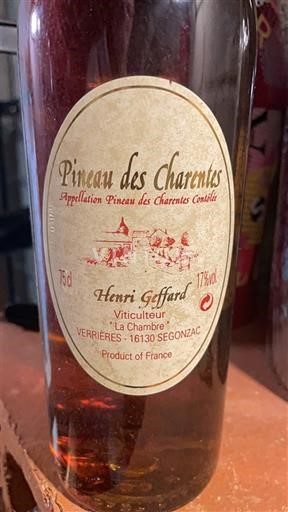 Pineau des Charentes
Appellation Pineau des Charentes Contôlée
75cl
17%vol.
Henri Geffard
Viticulteur
"La Chambre"
VERRIÈRES - 16130 SEGONZAC
Product of France